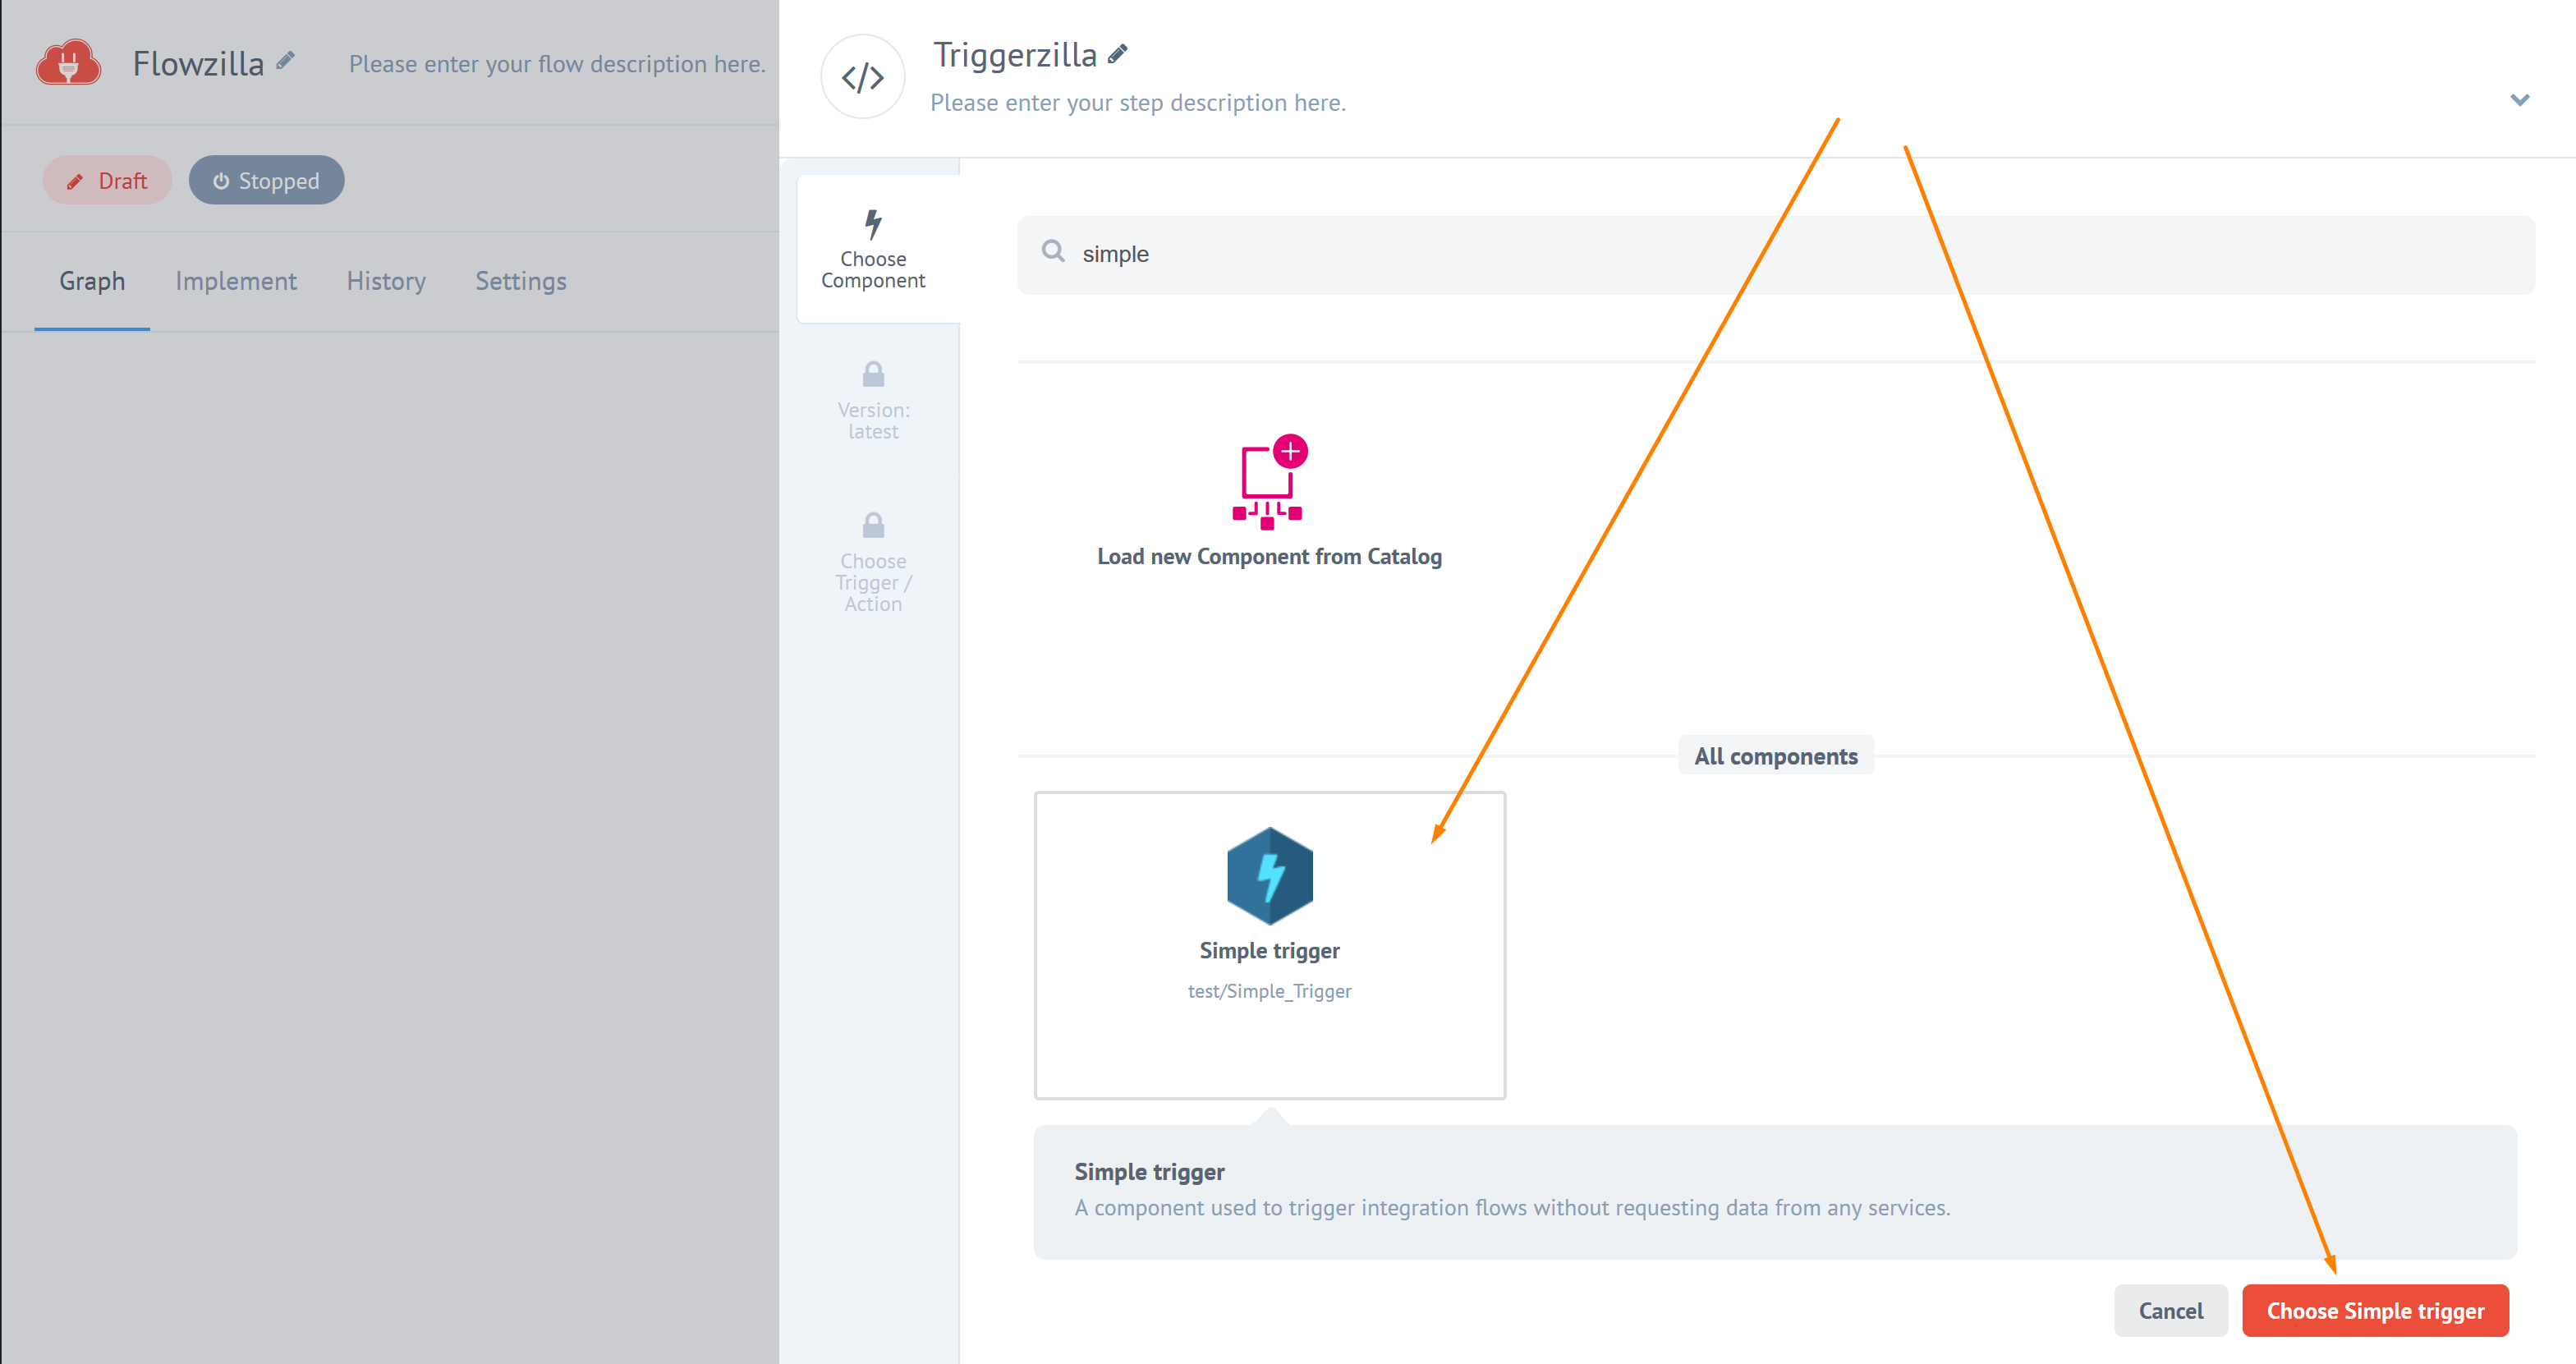 Flowzilla
Please enter your flow description here.
Draft
Stopped
Graph
Implement
History
Settings
Triggerzilla
Please enter your step description here.
Choose
Component
Version:
latest
Choose
Trigger /
Action
simple
Load new Component from Catalog
All components
Simple trigger
test/Simple_Trigger
Simple trigger
A component used to trigger integration flows without requesting data from any services.
Cancel
Choose Simple trigger